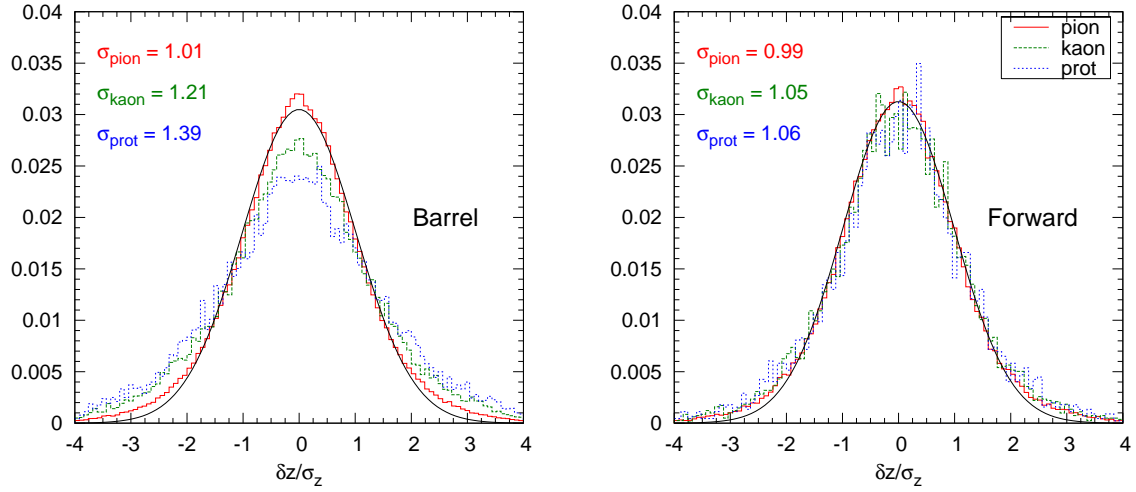 0.04
0.035
0.03
0.025
0.02
0.015
0.01
0.005
0
σpion = 1.01
σkaon = 1.21
σprot = 1.39
Barrel
-4 -3 -2 -1 0 1 2 3 4
δz/σz
0.04
0.035
0.03
0.025
0.02
0.015
0.01
0.005
0
σpion = 0.99
σkaon = 1.05
σprot = 1.06
pion
kaon
prot
Forward
-4 -3 -2 -1 0 1 2 3 4
δz/σz